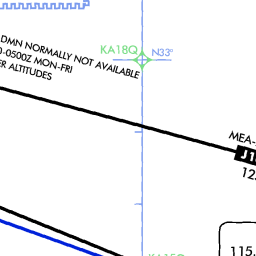 KA18Q
N33°
DMN NORMALLY NOT AVAILABLE
0-0500Z MON-FRI
ER ALTITUDES
MEA-
J1
12
115.